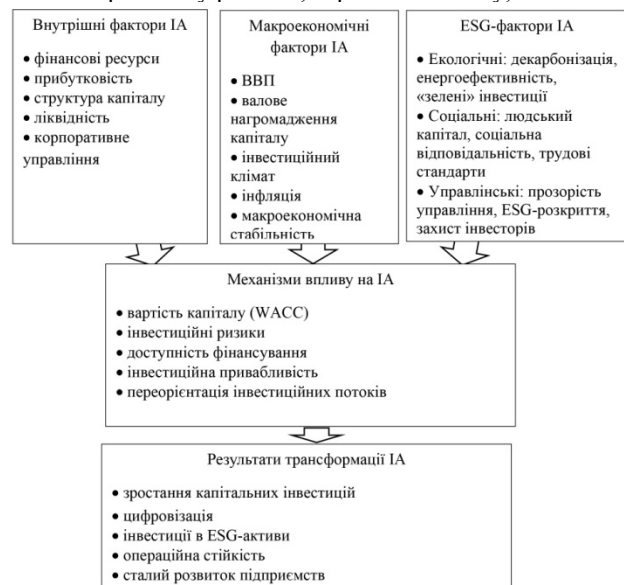 Внутрішні фактори ІА
• фінансові ресурси
• прибутковість
• структура капіталу
• ліквідність
• корпоративне
управління
Макроекономічні
фактори ІА
• ВВП
• валове
нагромадження
капіталу
• інвестиційний
клімат
• інфляція
• макроекономічна
стабільність
ESG-фактори ІА
• Екологічні: декарбонізація,
енергоефективність,
«зелені» інвестиції
• Соціальні: людський
капітал, соціальна
відповідальність, трудові
стандарти
• Управлінські: прозорість
управління, ESG-розкриття,
захист інвесторів
Механізми впливу на ІА
• вартість капіталу (WACC)
• інвестиційні ризики
• доступність фінансування
• інвестиційна привабливість
• переорієнтація інвестиційних потоків
Результати трансформації ІА
• зростання капітальних інвестицій
• цифровізація
• інвестиції в ESG-активи
• операційна стійкість
• сталий розвиток підприємств